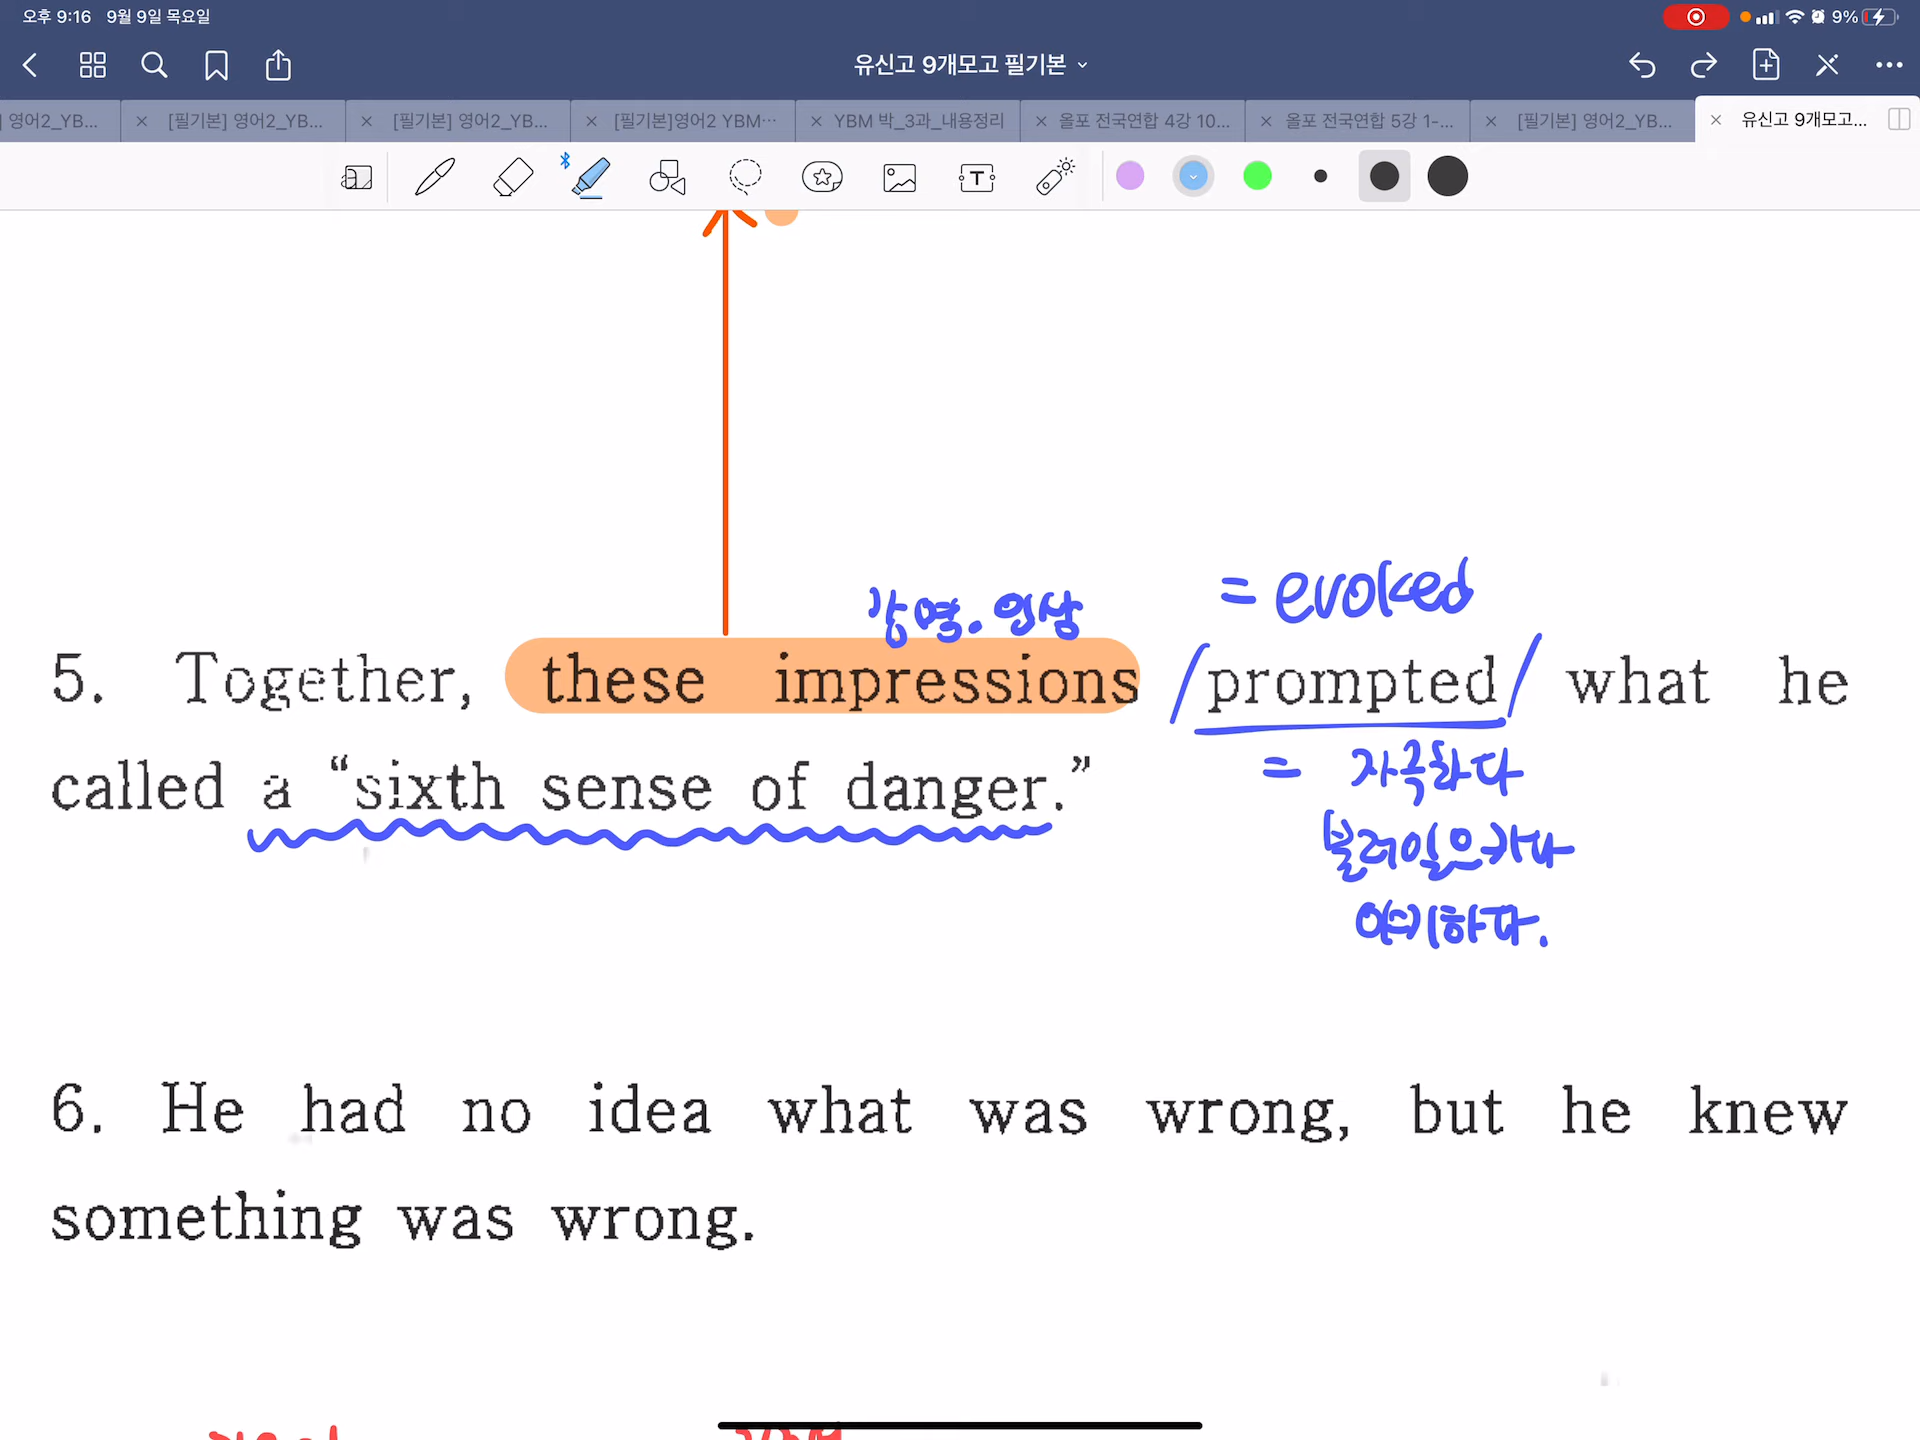 오후 9:16 9월 9일 목요일
9%
유신고 9개모고 필기본
영어2_YB...
[필기본] 영어2_YB...
[필기본] 영어2_YB...
[필기본]영어2 YBM…
YBM 박_3과_내용정리
올포 전국연합 4강 10...
올포 전국연합 5강 1-...
[필기본] 영어2_YB...
유신고 9개모고...
감명. 인상
= evoked
5. Together, these impressions /prompted/ what he
called a “sixth sense of danger.”
= 자극하다
불러일으키다
야기하다.
6. He had no idea what was wrong, but he knew
something was wrong.